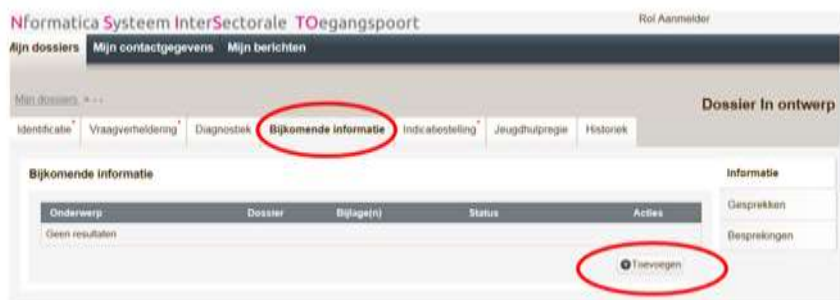 INformatica Systeem InterSectorale TOegangspoort
Rol Aanmelder
Mijn dossiers Mijn contactgegevens Mijn berichten
Mijn dossiers
Dossier In ontwerp
Identificatie* Vraagverheldering* Diagnostiek Bijkomende informatie Indicatiestelling* Jeugdhulpregie Historiek
Bijkomende informatie
Informatie
Onderwerp Dossier Bijlage(n) Status Acties
Gesprekken
Geen resultaten
Besprekingen
Toevoegen